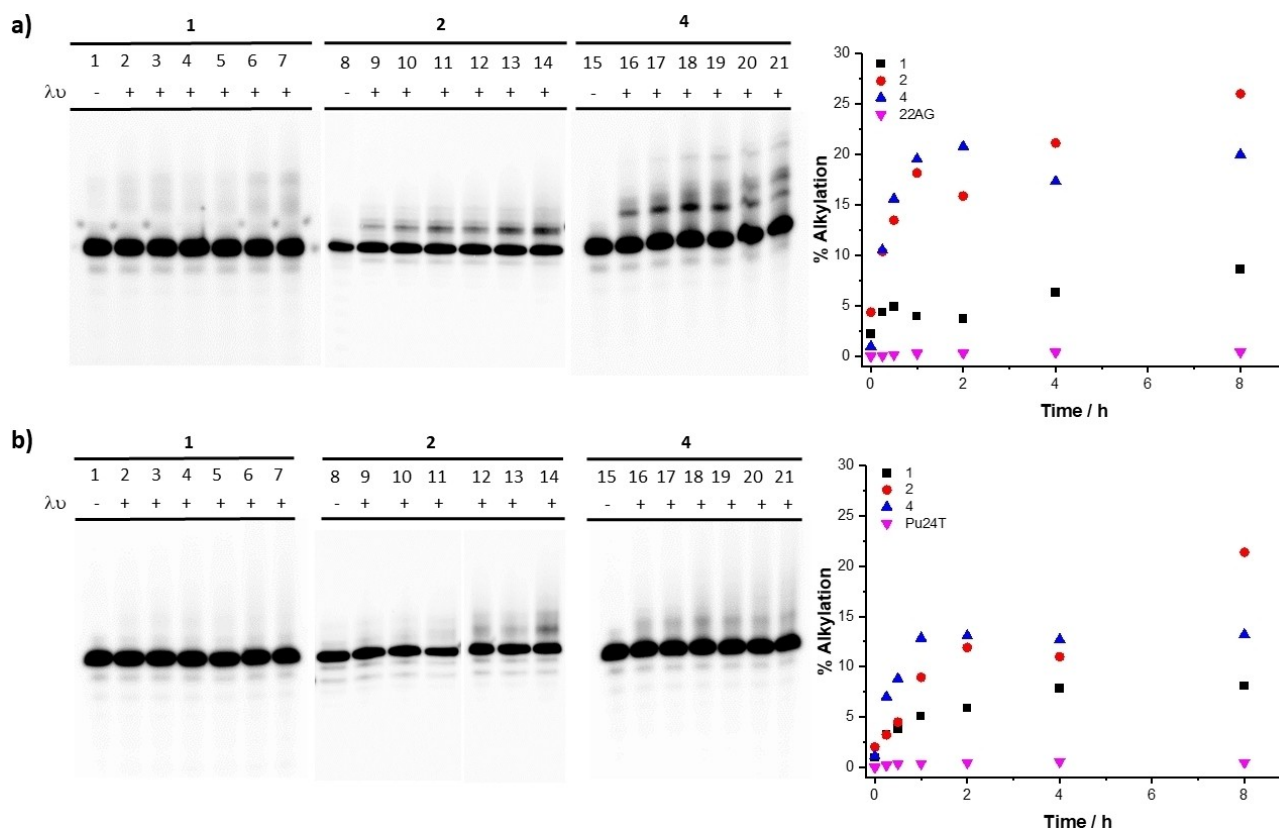 a)
1 2 4
1 2 3 4 5 6 7 8 9 10 11 12 13 14 15 16 17 18 19 20 21
λυ - + + + + + + - + + + + + + - + + + + + +
30
25
20
15
10
5
0
% Alkylation
1
2
4
22AG
0 2 4 6 8
Time / h
b)
1 2 4
1 2 3 4 5 6 7 8 9 10 11 12 13 14 15 16 17 18 19 20 21
λυ - + + + + + + - + + + + + + - + + + + + +
30
25
20
15
10
5
0
% Alkylation
1
2
4
Pu24T
0 2 4 6 8
Time / h